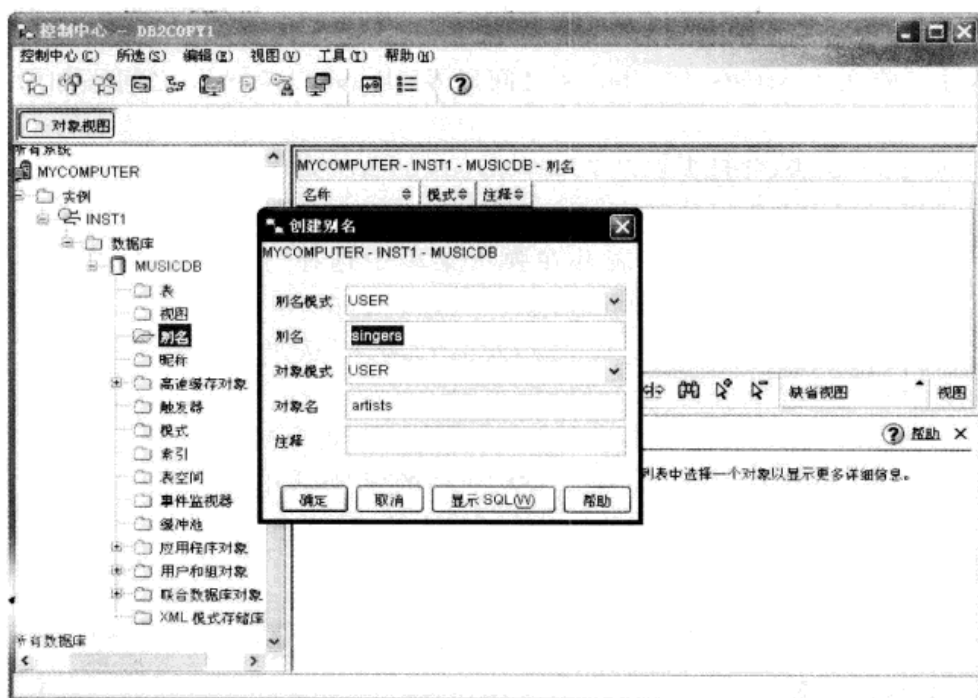 控制中心 - DB2COPY1
控制中心(C) 所选(S) 编辑(E) 视图(V) 工具(T) 帮助(H)
对象视图
所有系统
MYCOMPUTER
实例
INST1
数据库
MUSICDB
表
视图
别名
昵称
高速缓存对象
触发器
模式
索引
表空间
事件监视器
缓冲池
应用程序对象
用户和组对象
联合数据库对象
XML 模式存储库
所有数据库
MYCOMPUTER - INST1 - MUSICDB - 别名
名称 模式 注释
创建别名
MYCOMPUTER - INST1 - MUSICDB
别名模式 USER
别名 singers
对象模式 USER
对象名 artists
注释
确定 取消 显示 SQL(W) 帮助
缺省视图 视图
帮助
列表中选择一个对象以显示更多详细信息。